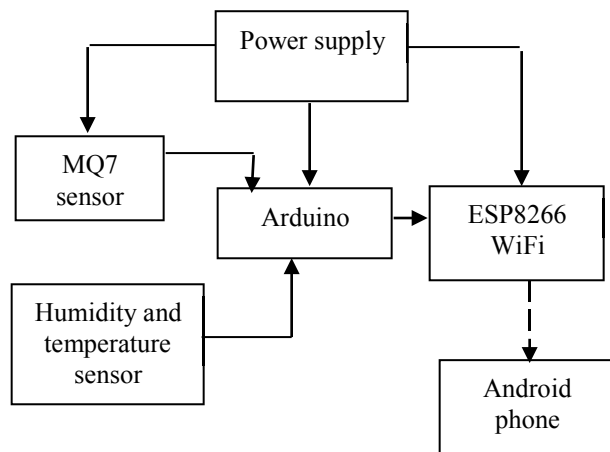 Power supply
MQ7
sensor
Arduino
ESP8266
WiFi
Humidity and
temperature
sensor
Android
phone